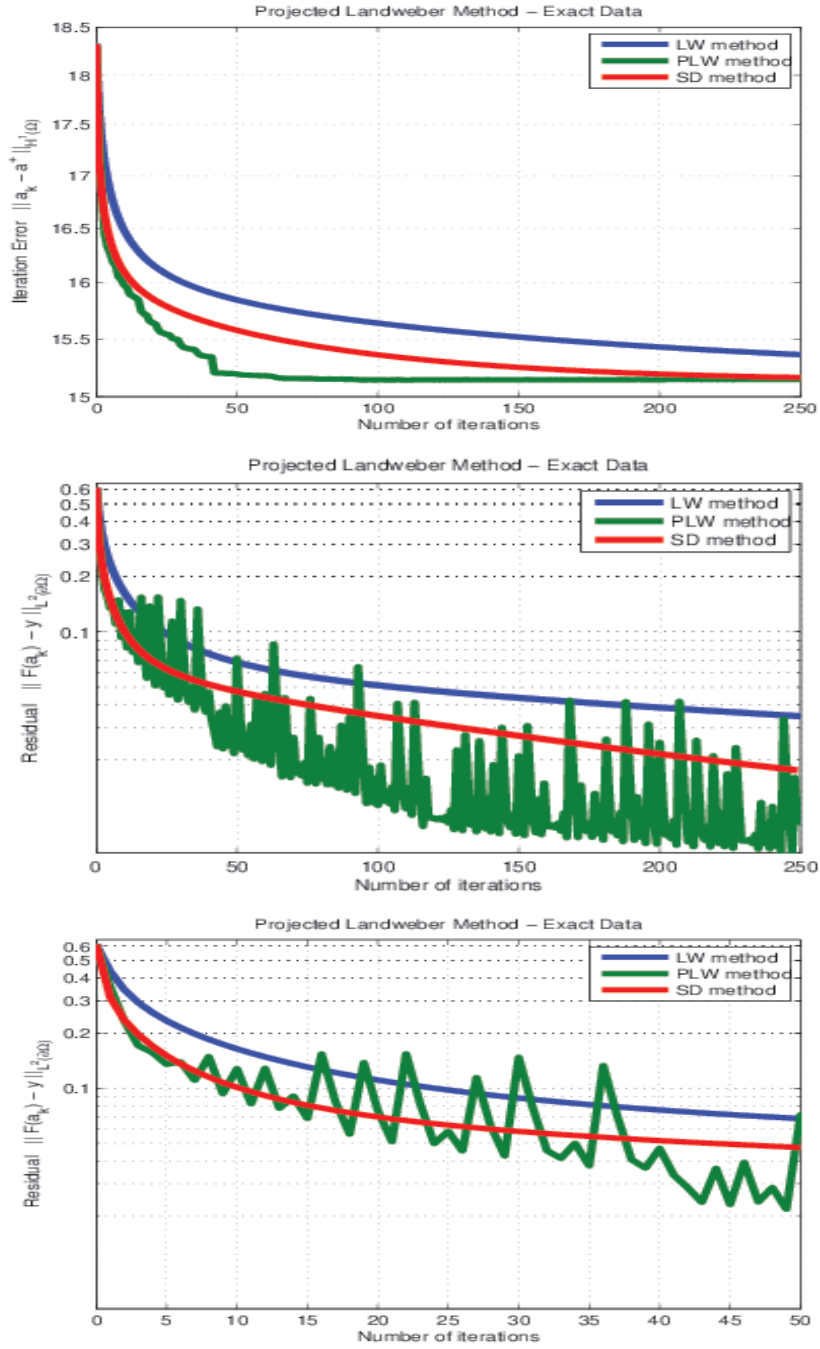 Projected Landweber Method – Exact Data
LW method
PLW method
SD method
18.5
18
17.5
17
16.5
16
15.5
15
Iteration Error || a_k – a^* ||_{H^1(Ω)}
0 50 100 150 200 250
Number of iterations
Projected Landweber Method – Exact Data
LW method
PLW method
SD method
0.6
0.5
0.4
0.3
0.2
0.1
Residual || F(a_k) – y ||_{L^2(∂Ω)}
0 50 100 150 200 250
Number of iterations
Projected Landweber Method – Exact Data
LW method
PLW method
SD method
0.6
0.5
0.4
0.3
0.2
0.1
Residual || F(a_k) – y ||_{L^2(∂Ω)}
0 5 10 15 20 25 30 35 40 45 50
Number of iterations